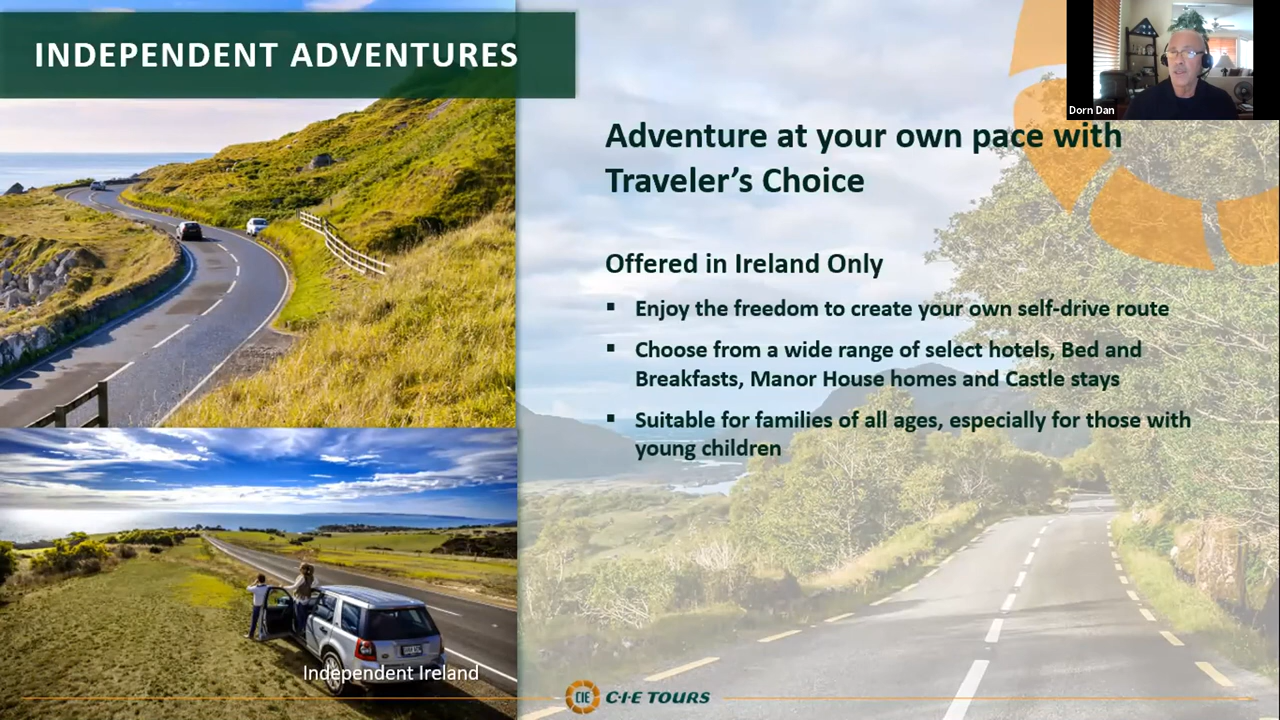 INDEPENDENT ADVENTURES
Dorn Dan
Adventure at your own pace with
Traveler's Choice
Offered in Ireland Only
▪ Enjoy the freedom to create your own self-drive route
▪ Choose from a wide range of select hotels, Bed and
Breakfasts, Manor House homes and Castle stays
▪ Suitable for families of all ages, especially for those with
young children
Independent Ireland
CIE C·I·E TOURS